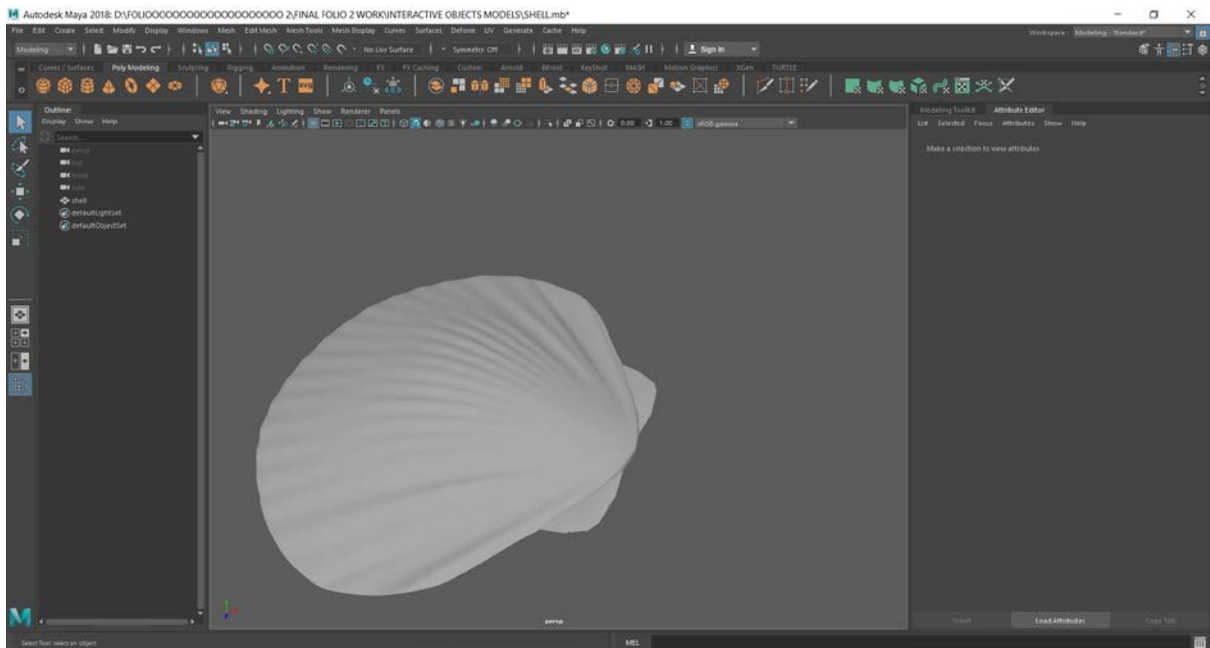 Autodesk Maya 2018: D:\FOLIOOOOOOOOOOOOOOOOOOOOO 2\FINAL FOLIO 2 WORK\INTERACTIVE OBJECTS MODELS\SHELL.mb*
File Edit Create Select Modify Display Windows Mesh Edit Mesh Mesh Tools Mesh Display Curves Surfaces Deform UV Generate Cache Help
Workspace: Modeling - Standard*
Modeling No Live Surface Symmetry: Off Sign In
Curves / Surfaces Poly Modeling Sculpting Rigging Animation Rendering FX FX Caching Custom Arnold Bifrost KeyShot MASH Motion Graphics XGen TURTLE
Outliner
Display Show Help
Search...
persp
top
front
side
shell
defaultLightSet
defaultObjectSet
View Shading Lighting Show Renderer Panels
0.00 1.00 sRGB gamma
persp
Modeling Toolkit Attribute Editor
List Selected Focus Attributes Show Help
Make a selection to view attributes
Select Load Attributes Copy Tab
Select Tool: select an object
MEL